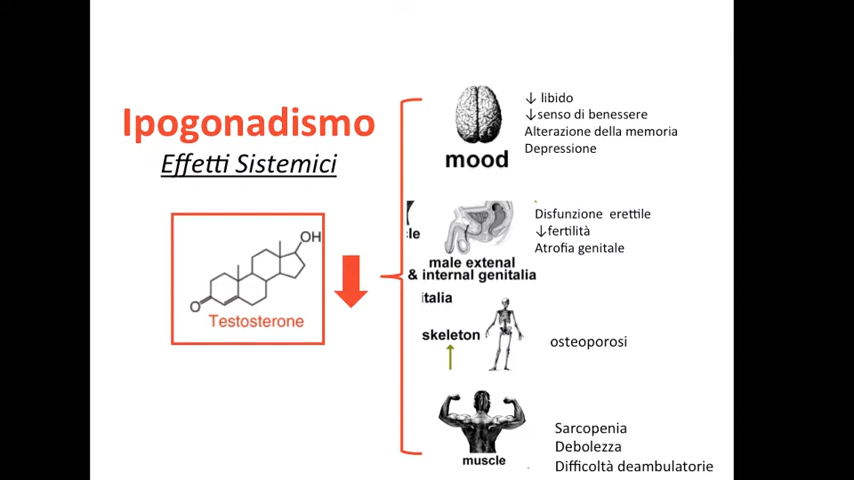 Ipogonadismo
Effetti Sistemici
OH
O
Testosterone
mood
↓ libido
↓senso di benessere
Alterazione della memoria
Depressione
le
male extenal
& internal genitalia
Disfunzione erettile
↓fertilità
Atrofia genitale
italia
skeleton
osteoporosi
muscle
Sarcopenia
Debolezza
Difficoltà deambulatorie